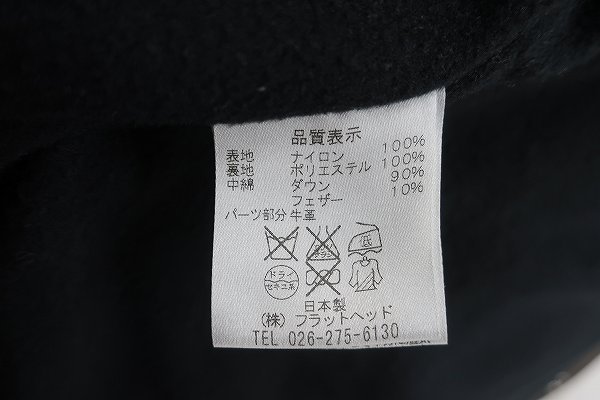 品質表示
表地 ナイロン 100%
裏地 ポリエステル 100%
中綿 ダウン 90%
フェザー 10%
パーツ部分 牛革
低
ドライ
セキユ系
日本製
(株) フラットヘッド
TEL 026-275-6130